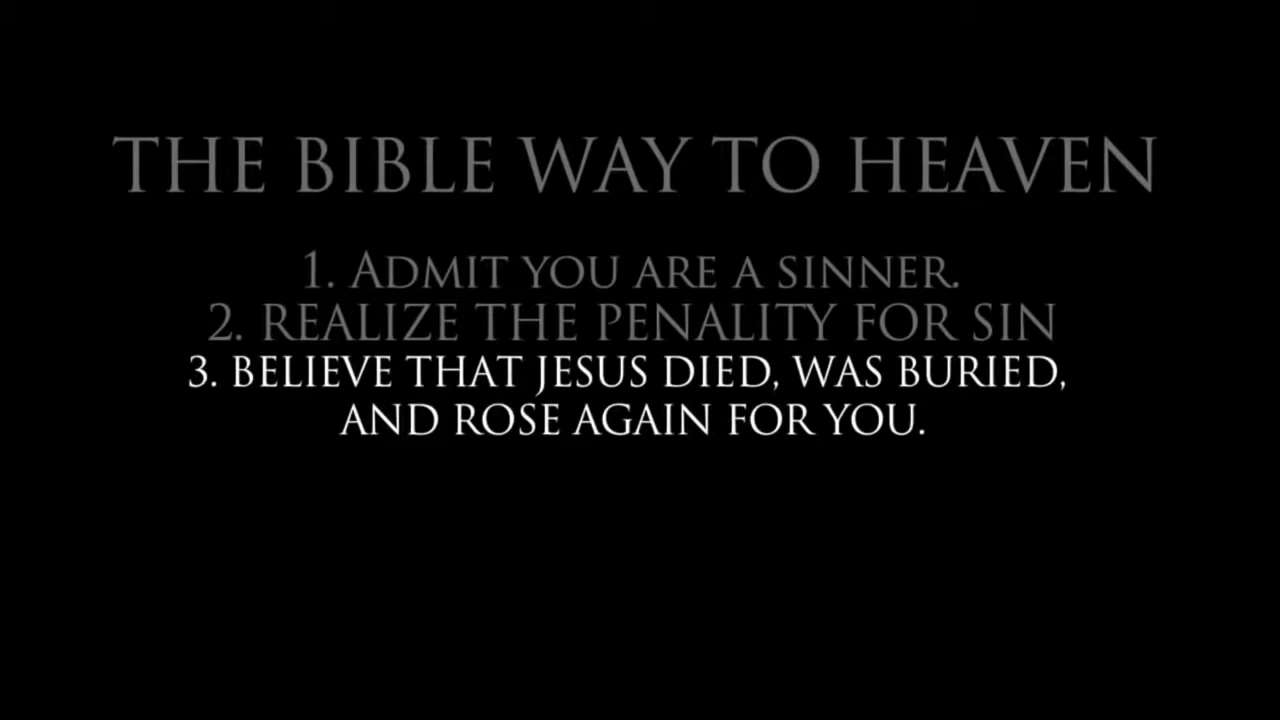 THE BIBLE WAY TO HEAVEN
1. ADMIT YOU ARE A SINNER.
2. REALIZE THE PENALITY FOR SIN
3. BELIEVE THAT JESUS DIED, WAS BURIED,
AND ROSE AGAIN FOR YOU.